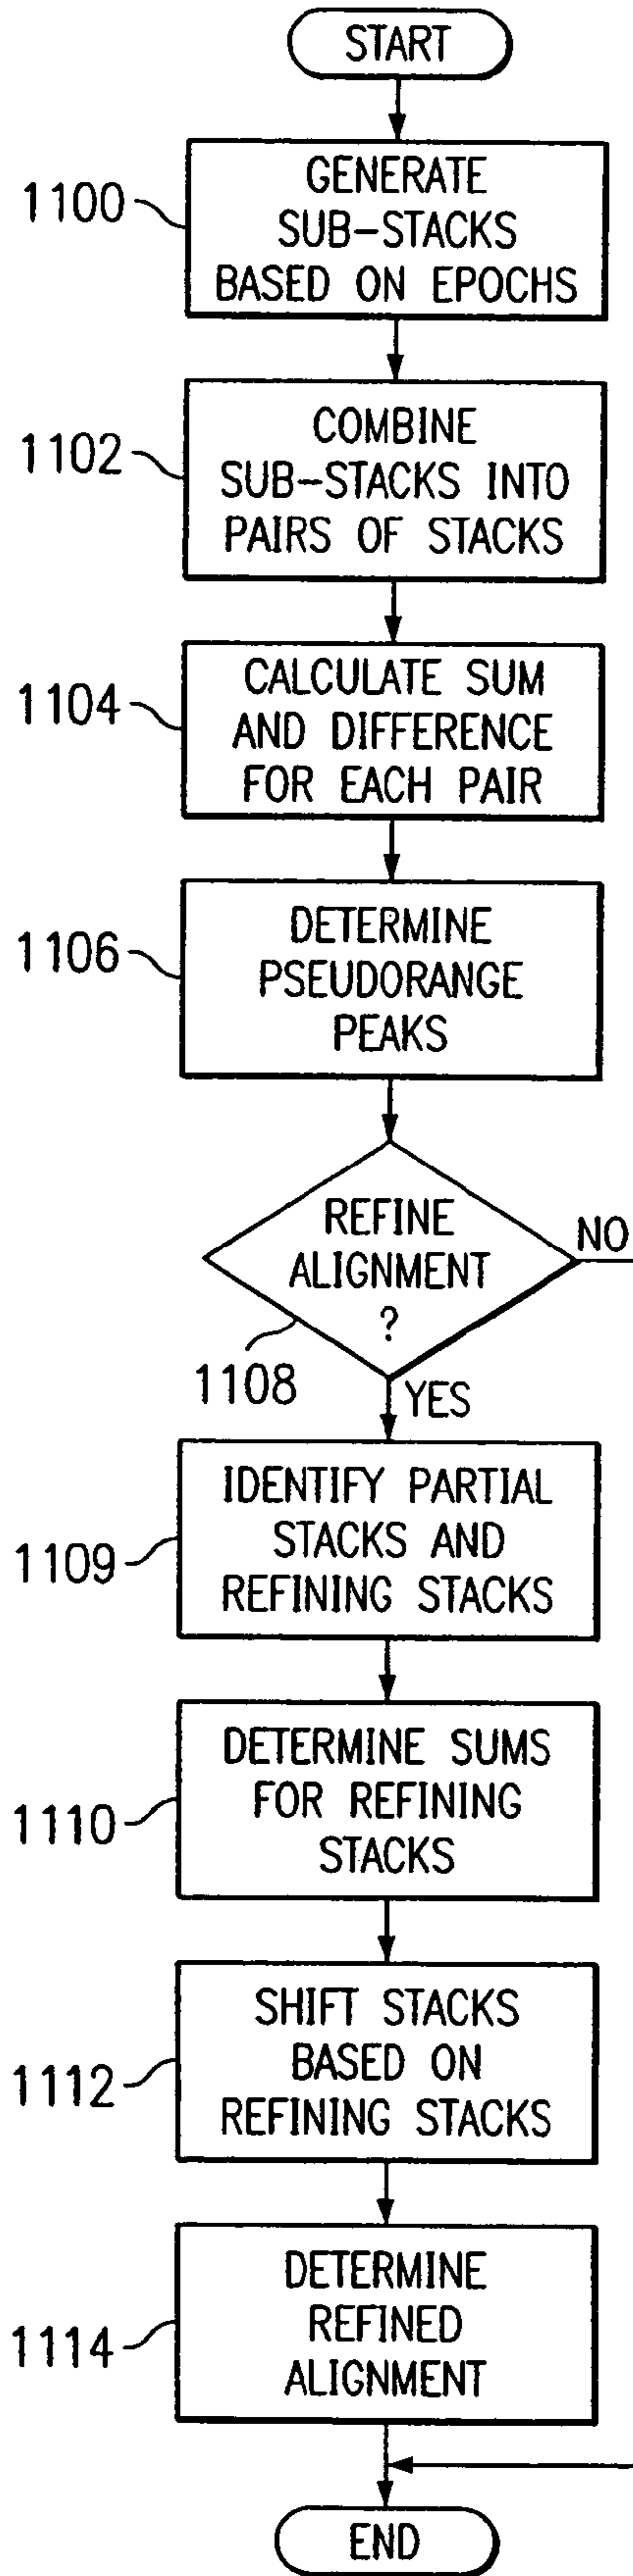 START
1100
GENERATE
SUB-STACKS
BASED ON EPOCHS
1102
COMBINE
SUB-STACKS INTO
PAIRS OF STACKS
1104
CALCULATE SUM
AND DIFFERENCE
FOR EACH PAIR
1106
DETERMINE
PSEUDORANGE
PEAKS
REFINE
ALIGNMENT
?
NO
1108
YES
1109
IDENTIFY PARTIAL
STACKS AND
REFINING STACKS
1110
DETERMINE SUMS
FOR REFINING
STACKS
1112
SHIFT STACKS
BASED ON
REFINING STACKS
1114
DETERMINE
REFINED
ALIGNMENT
END